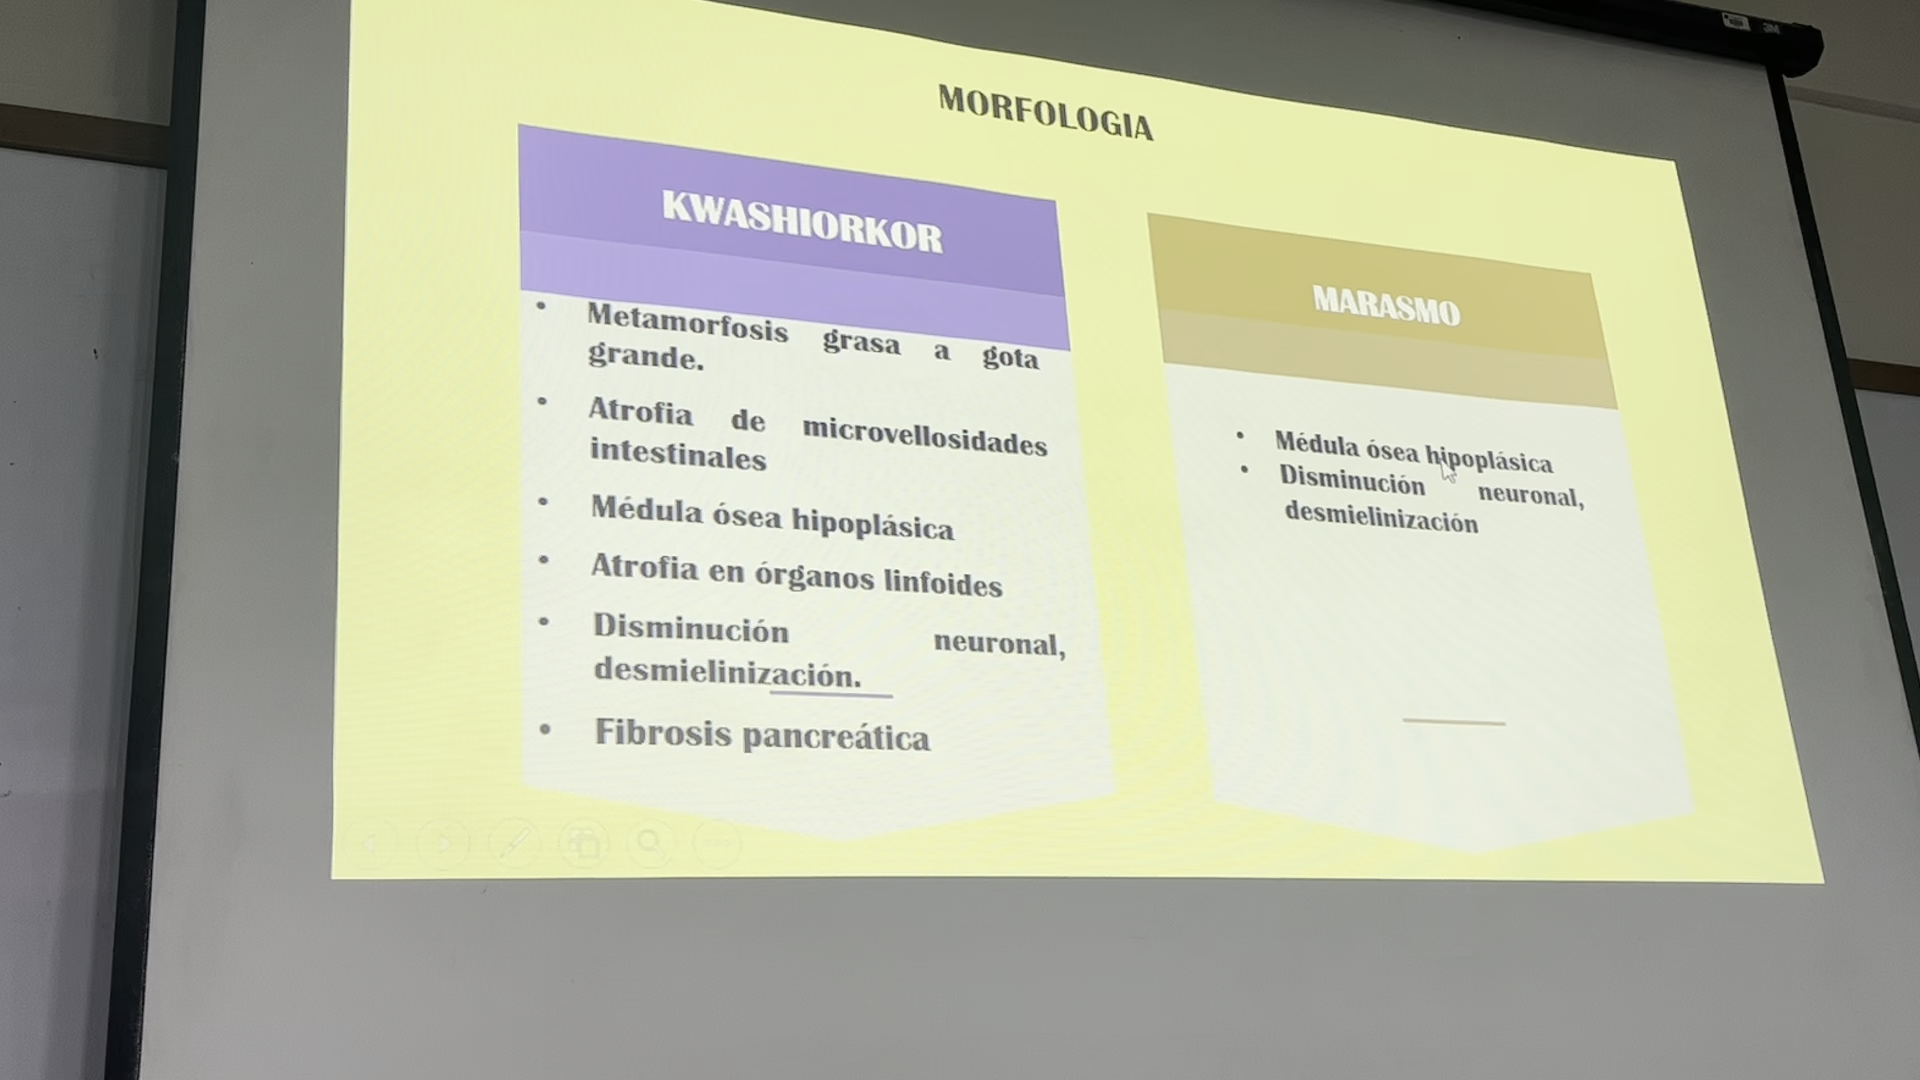 3M
MORFOLOGIA
KWASHIORKOR
• Metamorfosis grasa a gota
grande.
• Atrofia de microvellosidades
intestinales
• Médula ósea hipoplásica
• Atrofia en órganos linfoides
• Disminución neuronal,
desmielinización.
• Fibrosis pancreática
MARASMO
• Médula ósea hipoplásica
• Disminución neuronal,
desmielinización